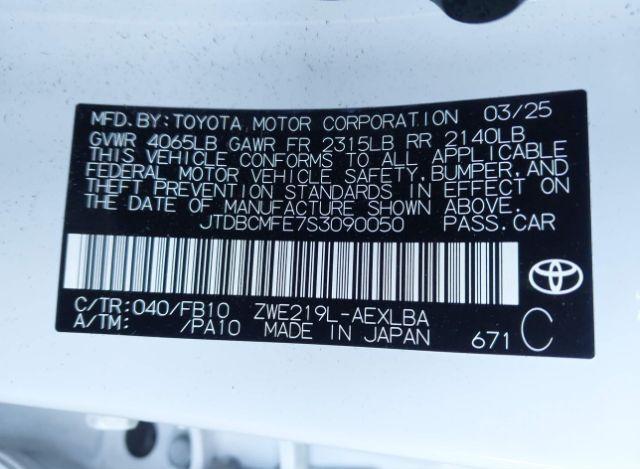 MFD.BY:TOYOTA MOTOR CORPORATION 03/25
GVWR 4065LB GAWR FR 2315LB RR 2140LB
THIS VEHICLE CONFORMS TO ALL APPLICABLE
FEDERAL MOTOR VEHICLE SAFETY,BUMPER,AND
THEFT PREVENTION STANDARDS IN EFFECT ON
THE DATE OF MANUFACTURE SHOWN ABOVE.
JTDBCMFE7S3090050 PASS.CAR
C/TR:040/FB10 ZWE219L-AEXLBA
A/TM: /PA10 MADE IN JAPAN 671 C